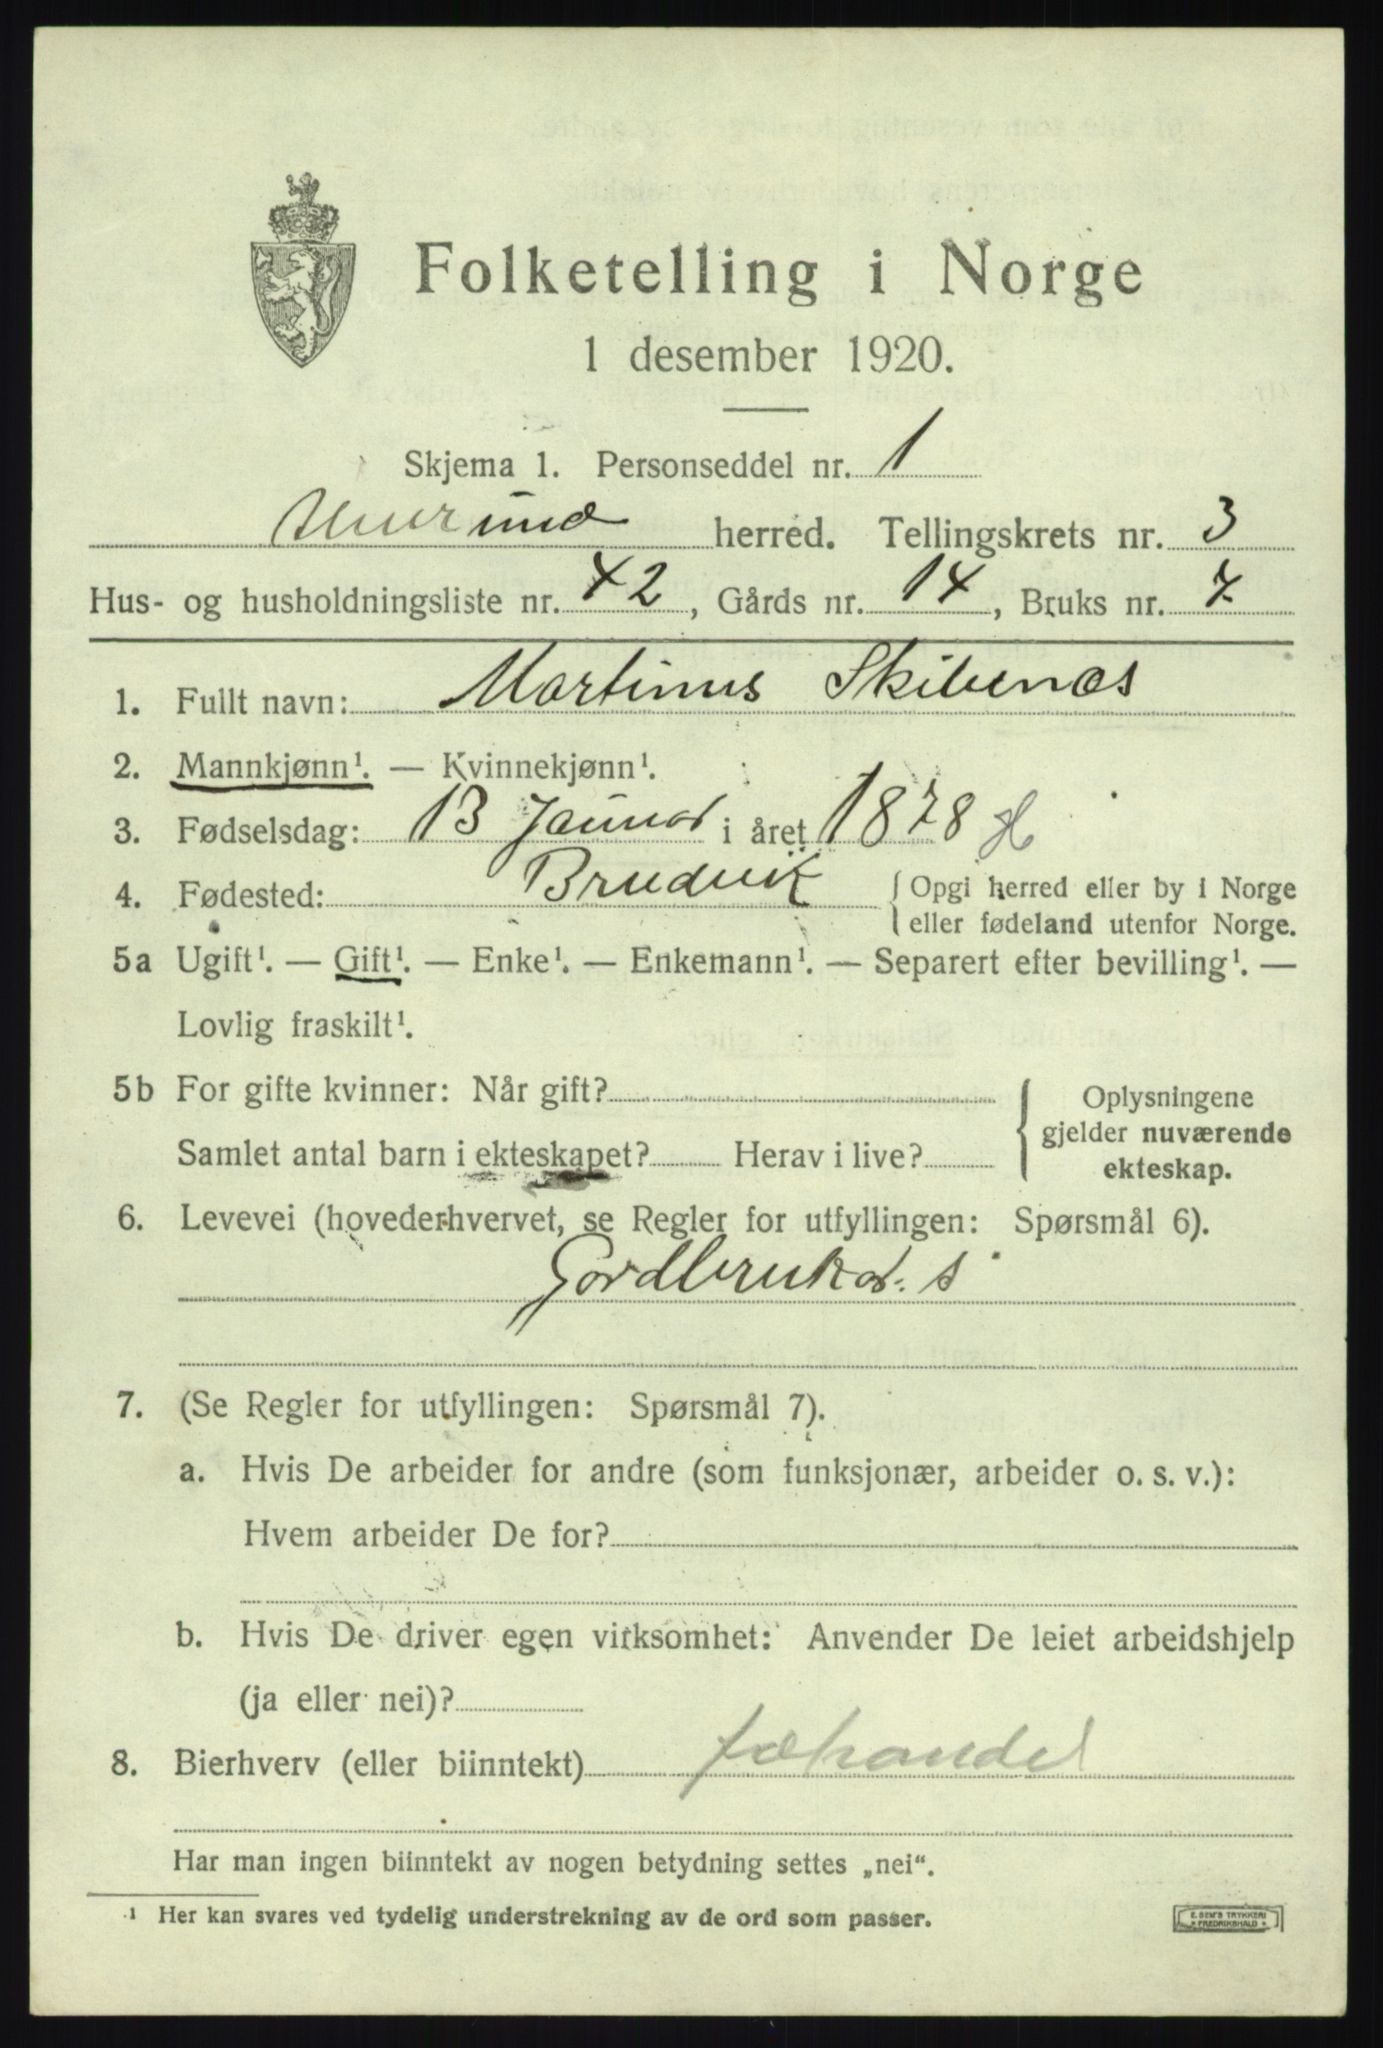 Folketelling i Norge
1 desember 1920.
Skjema 1. Personseddel nr. 1
herred. Tellingskrets nr. 3
Hus- og husholdningsliste nr. 42, Gårds nr. 14, Bruks nr. 7
1. Fullt navn: Martinus Skibenæs
2. Mannkjønn¹. — Kvinnekjønn¹.
3. Fødselsdag: 13 Januar i året 1878 H
4. Fødested: Bruduik { Opgi herred eller by i Norge
eller fødeland utenfor Norge.
5a Ugift¹. — Gift¹. — Enke¹. — Enkemann¹. — Separert efter bevilling¹. —
Lovlig fraskilt¹.
5b For gifte kvinner: Når gift?
Samlet antal barn i ekteskapet? Herav i live?
Oplysningene
gjelder nuværende
ekteskap.
6. Levevei (hovederhvervet, se Regler for utfyllingen: Spørsmål 6).
Gardbrukar. s
7. (Se Regler for utfyllingen: Spørsmål 7).
a. Hvis De arbeider for andre (som funksjonær, arbeider o. s. v.):
Hvem arbeider De for?
b. Hvis De driver egen virksomhet: Anvender De leiet arbeidshjelp
(ja eller nei)?
8. Bierhverv (eller biinntekt) fæhandel
Har man ingen biinntekt av nogen betydning settes „nei“.
¹ Her kan svares ved tydelig understrekning av de ord som passer.
E. SEM'S TRYKKERI
FREDRIKSHALD